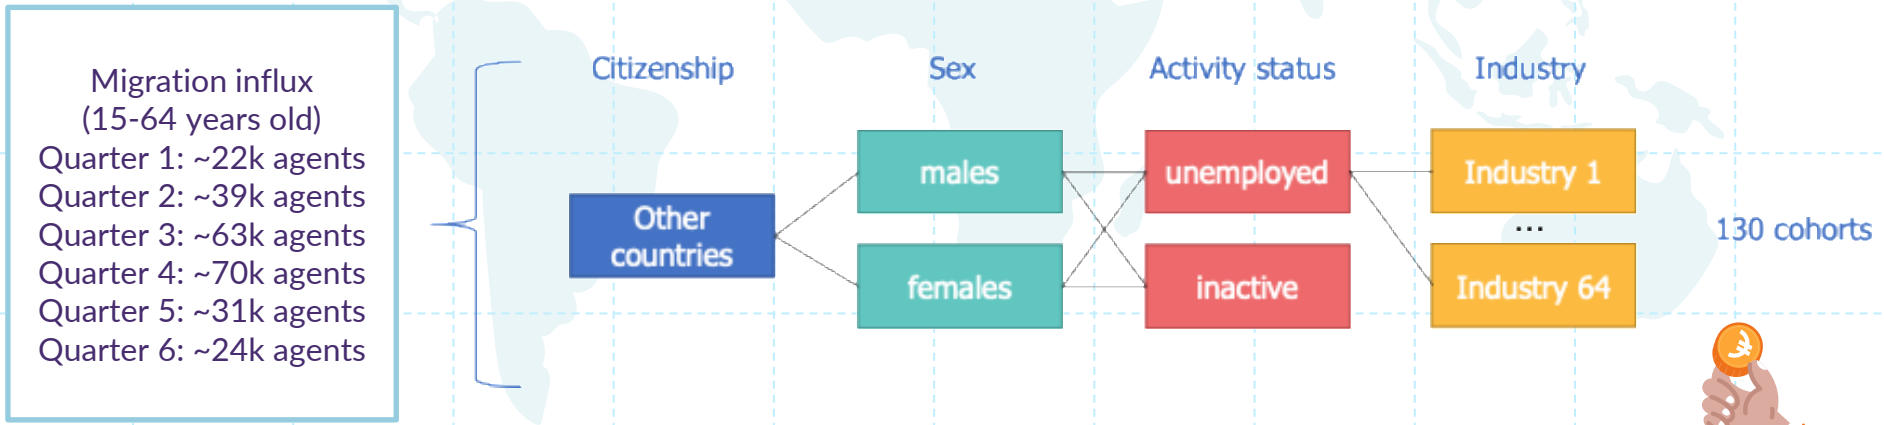 Migration influx
(15-64 years old)
Quarter 1: ~22k agents
Quarter 2: ~39k agents
Quarter 3: ~63k agents
Quarter 4: ~70k agents
Quarter 5: ~31k agents
Quarter 6: ~24k agents
Citizenship
Sex
Activity status
Industry
Other
countries
males
females
unemployed
inactive
Industry 1
...
Industry 64
130 cohorts